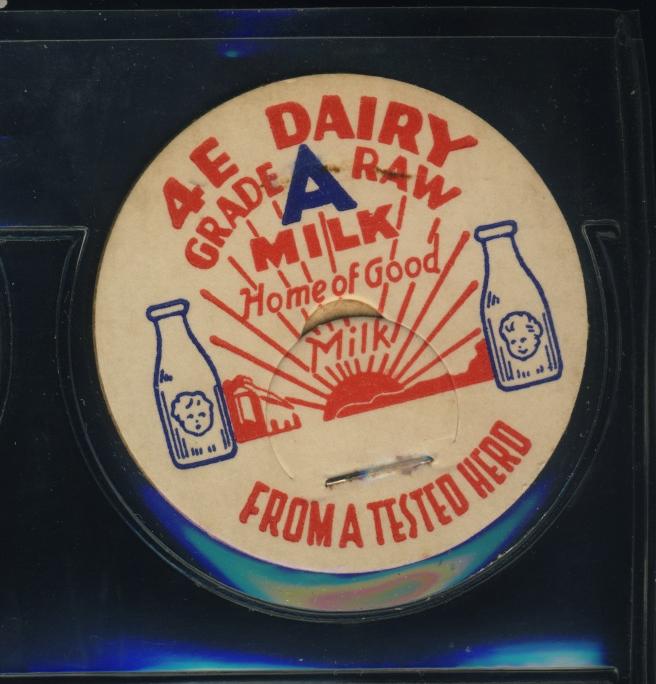 4E DAIRY
GRADE A RAW
MILK
Home of Good
Milk
FROM A TESTED HERD